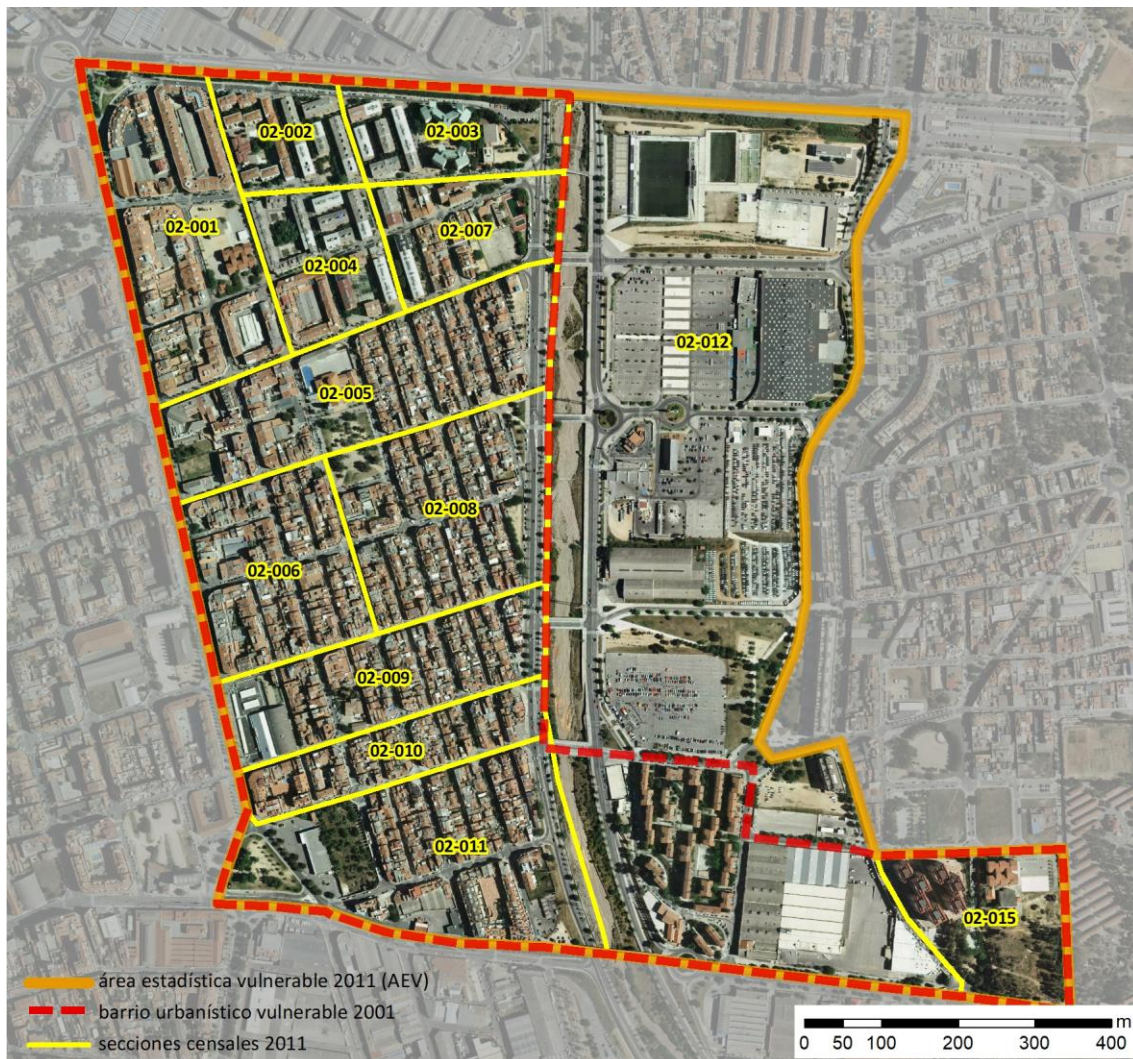 02-002
02-003
02-001
02-007
02-004
02-012
02-005
02-008
02-006
02-009
02-010
02-011
02-015
área estadística vulnerable 2011 (AEV)
barrio urbanístico vulnerable 2001
secciones censales 2011
m
0 50 100 200 300 400